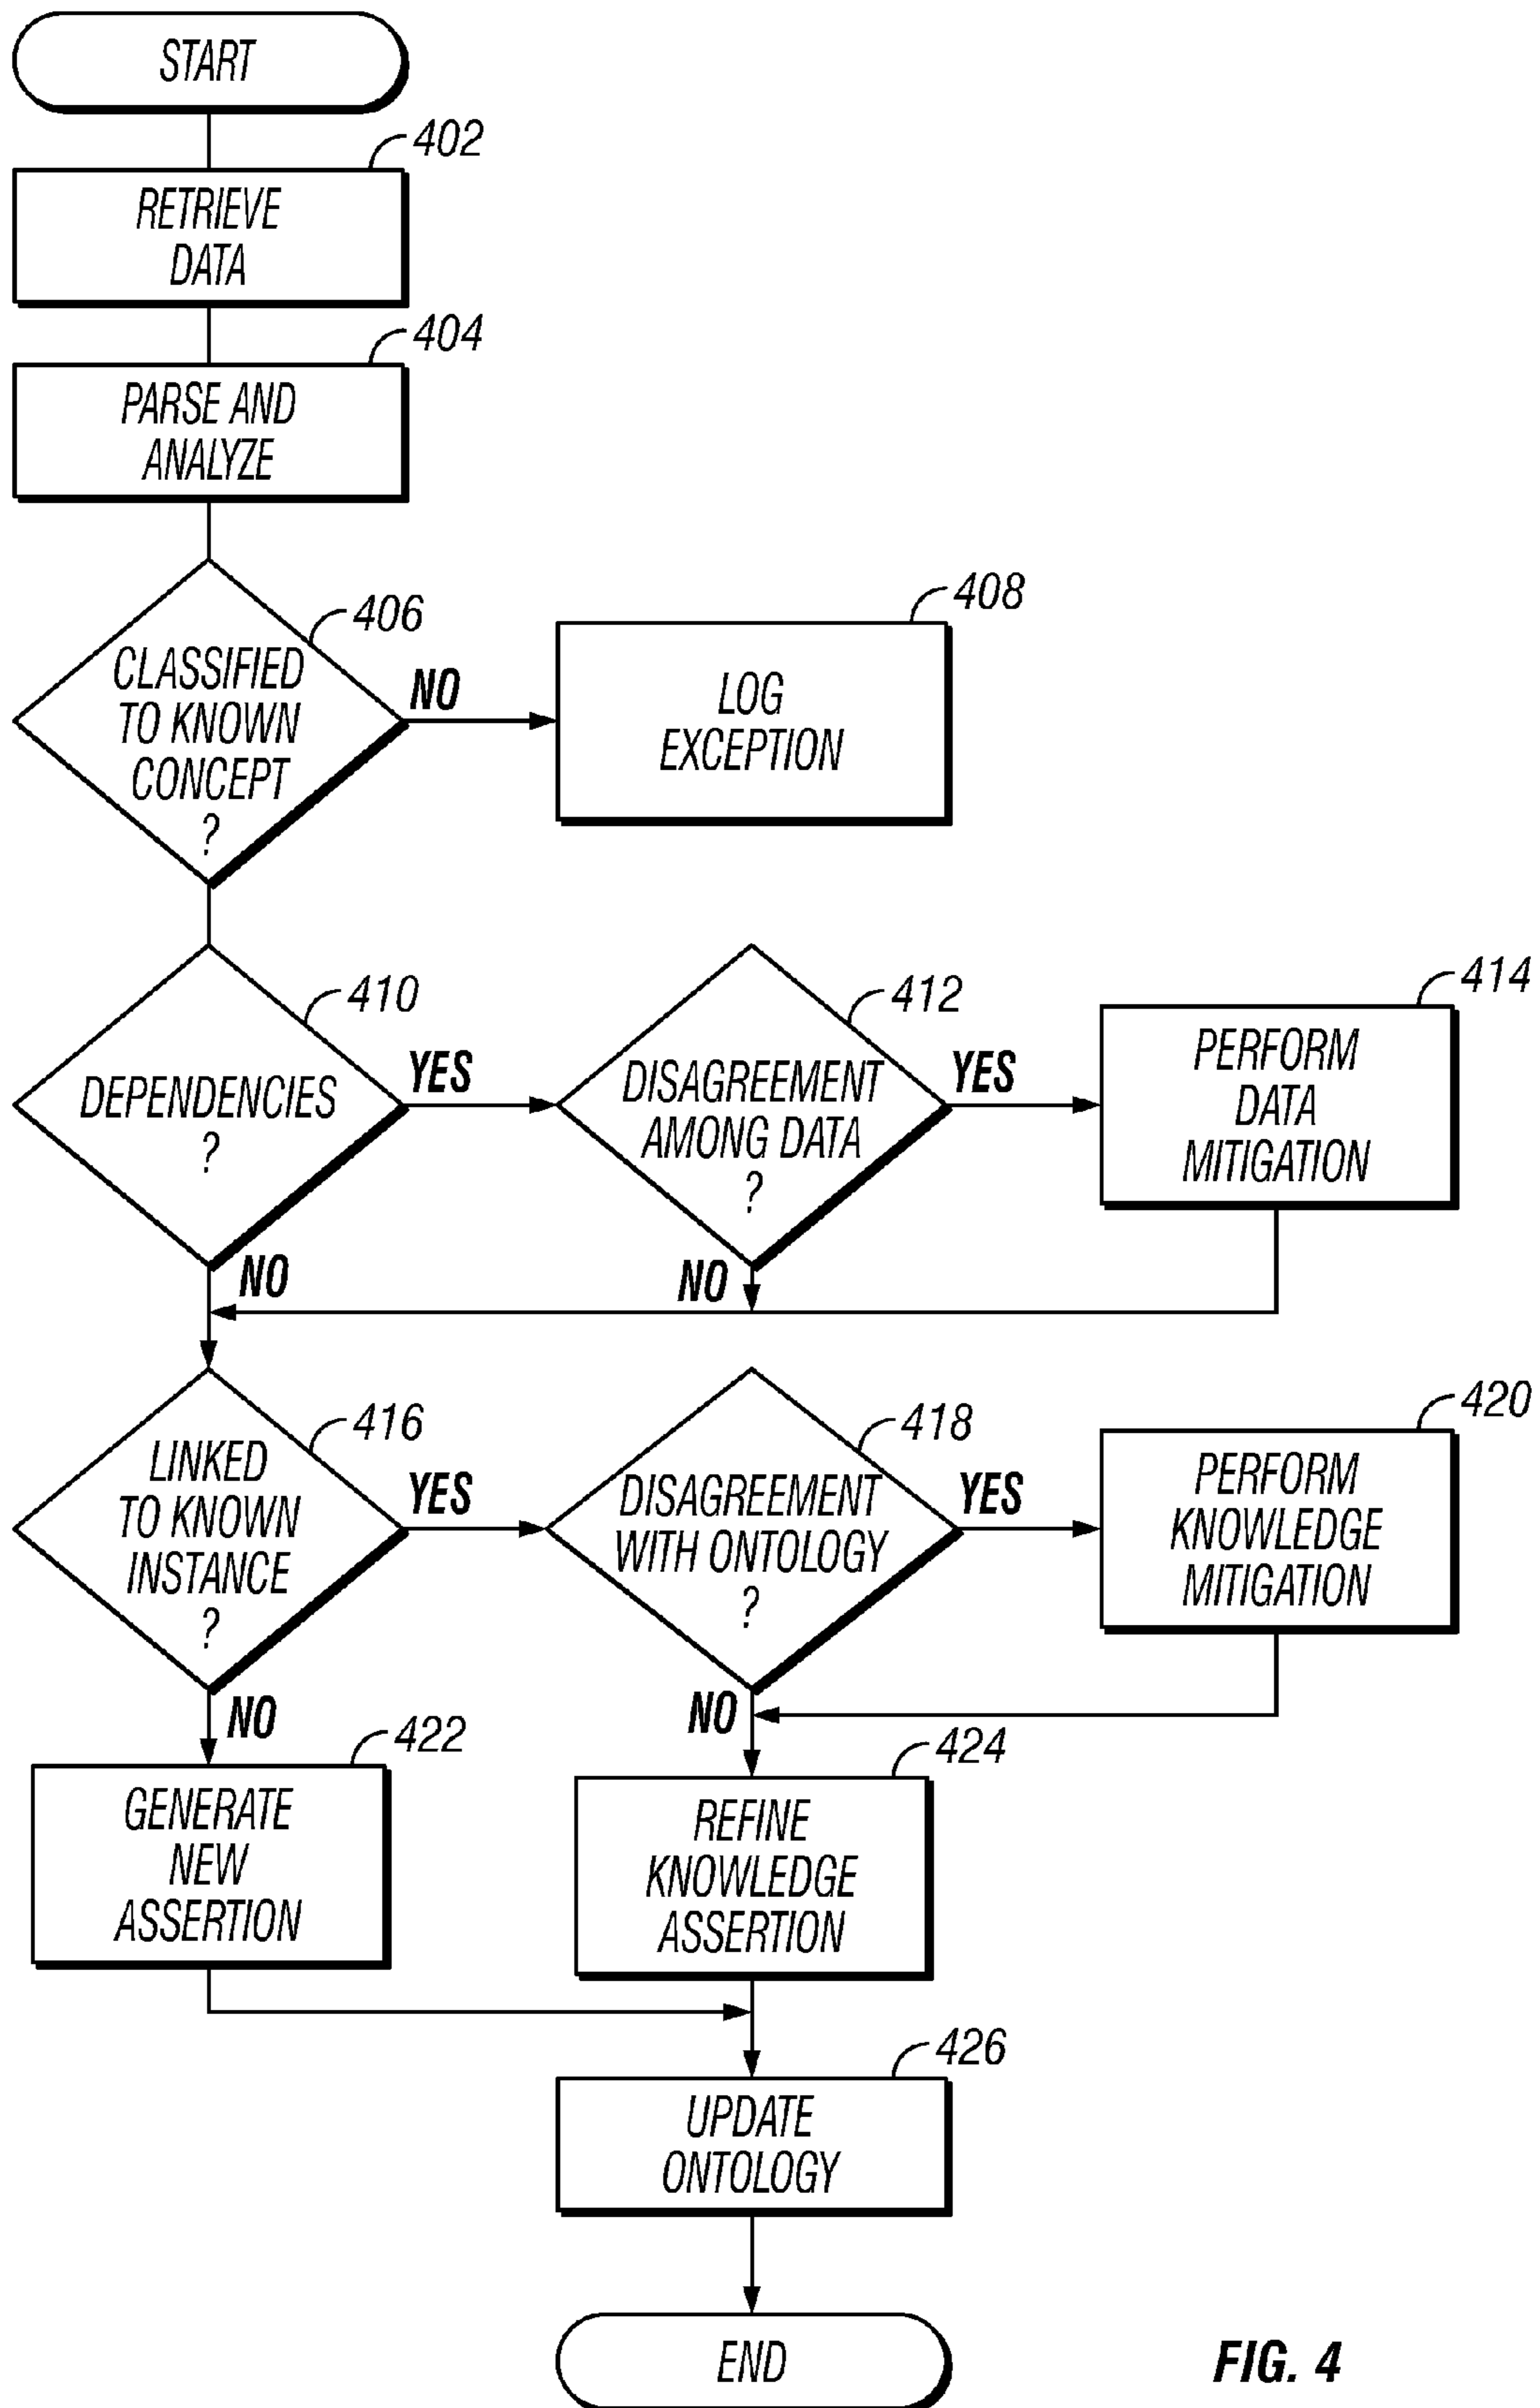 START
402
RETRIEVE
DATA
404
PARSE AND
ANALYZE
406
CLASSIFIED
TO KNOWN
CONCEPT
?
NO
408
LOG
EXCEPTION
410
DEPENDENCIES
?
YES
NO
412
DISAGREEMENT
AMONG DATA
?
YES
NO
414
PERFORM
DATA
MITIGATION
416
LINKED
TO KNOWN
INSTANCE
?
YES
NO
418
DISAGREEMENT
WITH ONTOLOGY
?
YES
NO
420
PERFORM
KNOWLEDGE
MITIGATION
422
GENERATE
NEW
ASSERTION
424
REFINE
KNOWLEDGE
ASSERTION
426
UPDATE
ONTOLOGY
END
FIG. 4